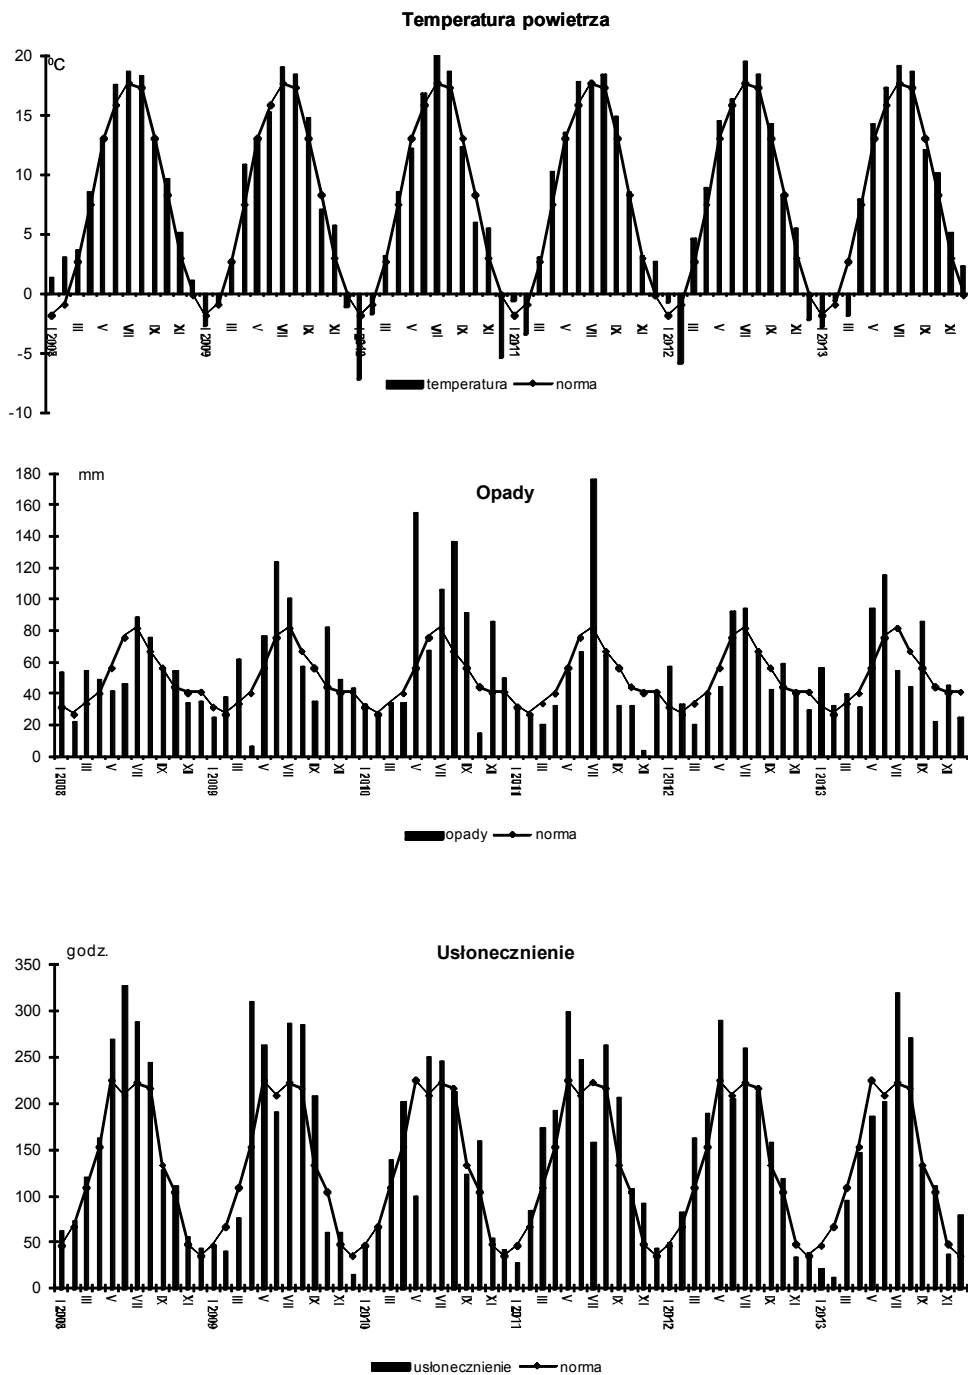 Temperatura powietrza
20
⁰C
15
10
5
0
I 2008 III V VII IX XI I 2009 III V VII IX XI I 2010 III V VII IX XI I 2011 III V VII IX XI I 2012 III V VII IX XI I 2013 III V VII IX XI
-5
temperatura norma
-10
180
mm
Opady
160
140
120
100
80
60
40
20
0
I 2008 III V VII IX XI I 2009 III V VII IX XI I 2010 III V VII IX XI I 2011 III V VII IX XI I 2012 III V VII IX XI I 2013 III V VII IX XI
opady norma
godz.
Usłonecznienie
350
300
250
200
150
100
50
0
I 2008 III V VII IX XI I 2009 III V VII IX XI I 2010 III V VII IX XI I 2011 III V VII IX XI I 2012 III V VII IX XI I 2013 III V VII IX XI
usłonecznienie norma